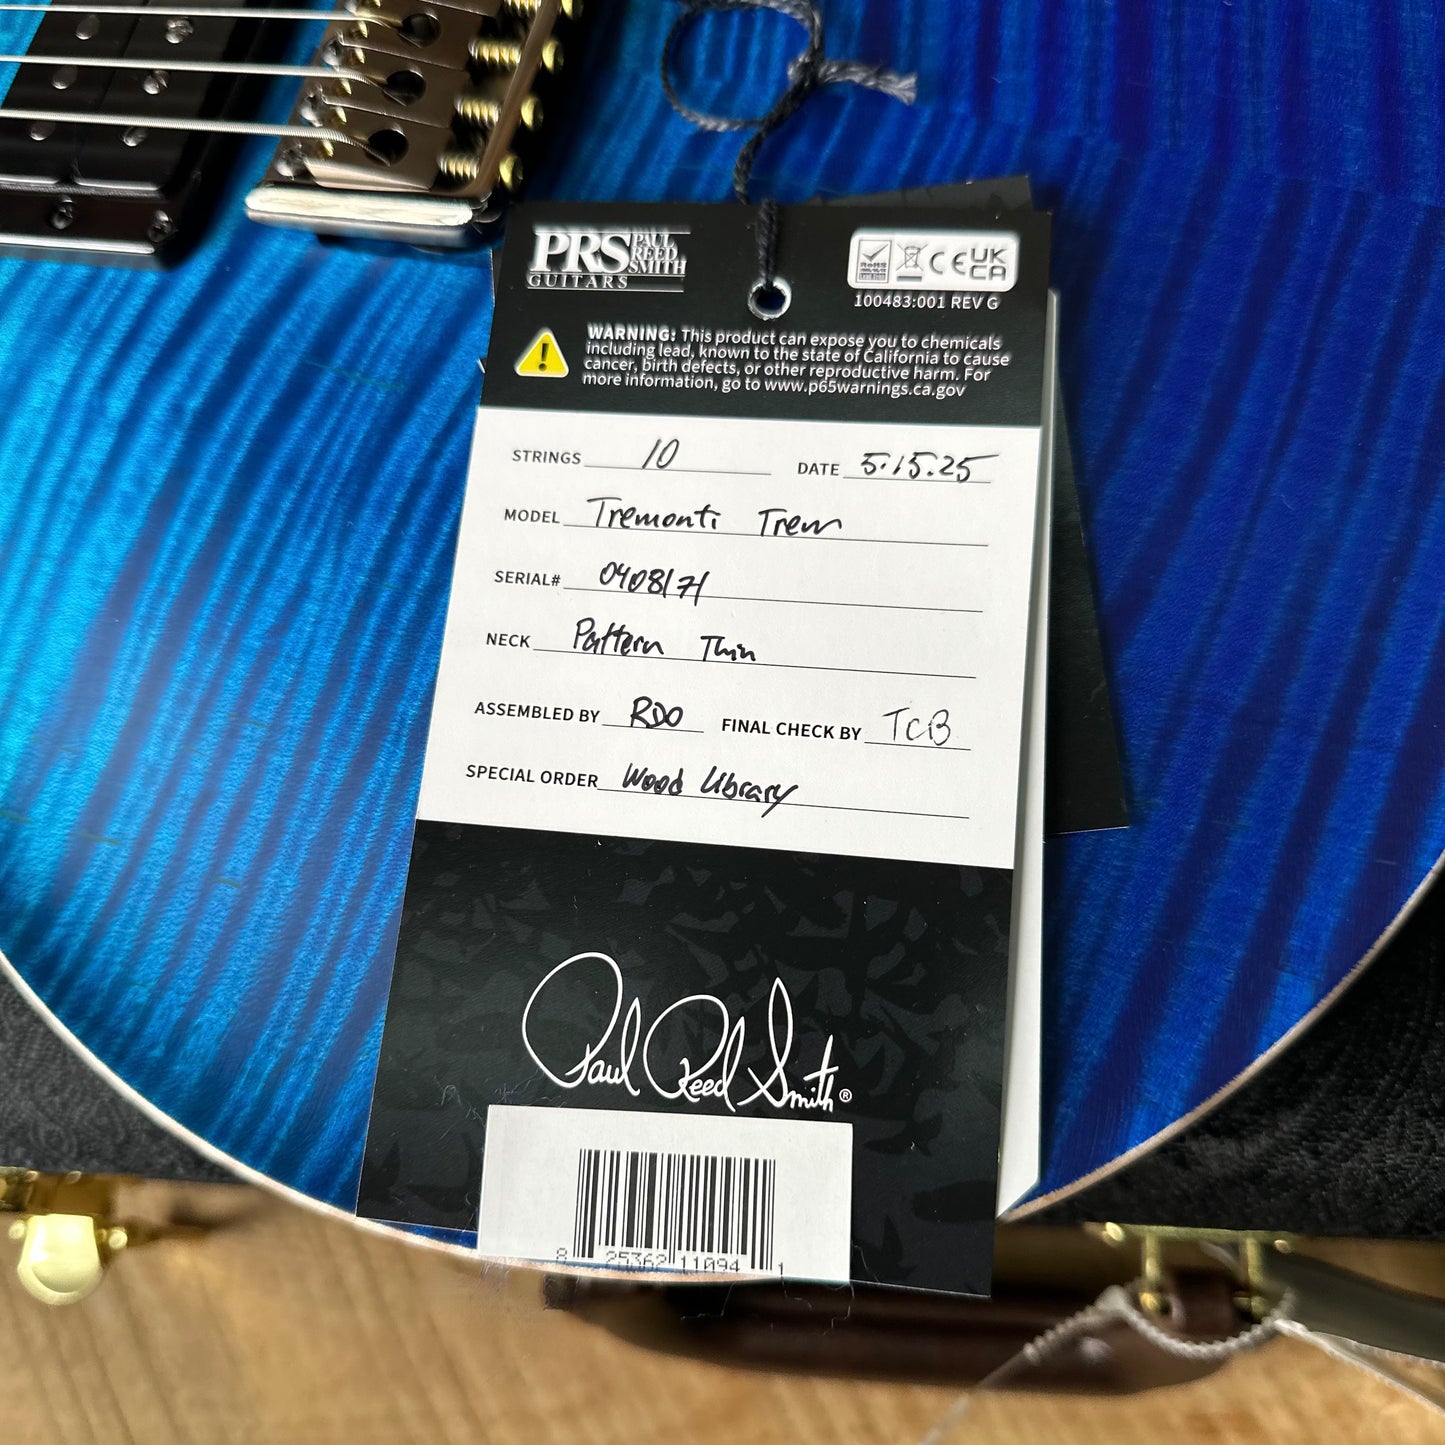 PRS PAUL REED SMITH
GUITARS
RoHS
CE UKCA
100483:001 REV G
WARNING: This product can expose you to chemicals
including lead, known to the state of California to cause
cancer, birth defects, or other reproductive harm. For
more information, go to www.p65warnings.ca.gov
STRINGS 10 DATE 5.15.25
MODEL Tremonti Trem
SERIAL# 0408171
NECK Pattern Thin
ASSEMBLED BY RDO FINAL CHECK BY TCB
SPECIAL ORDER Wood Library
Paul Reed Smith®
8 25362 11094 1